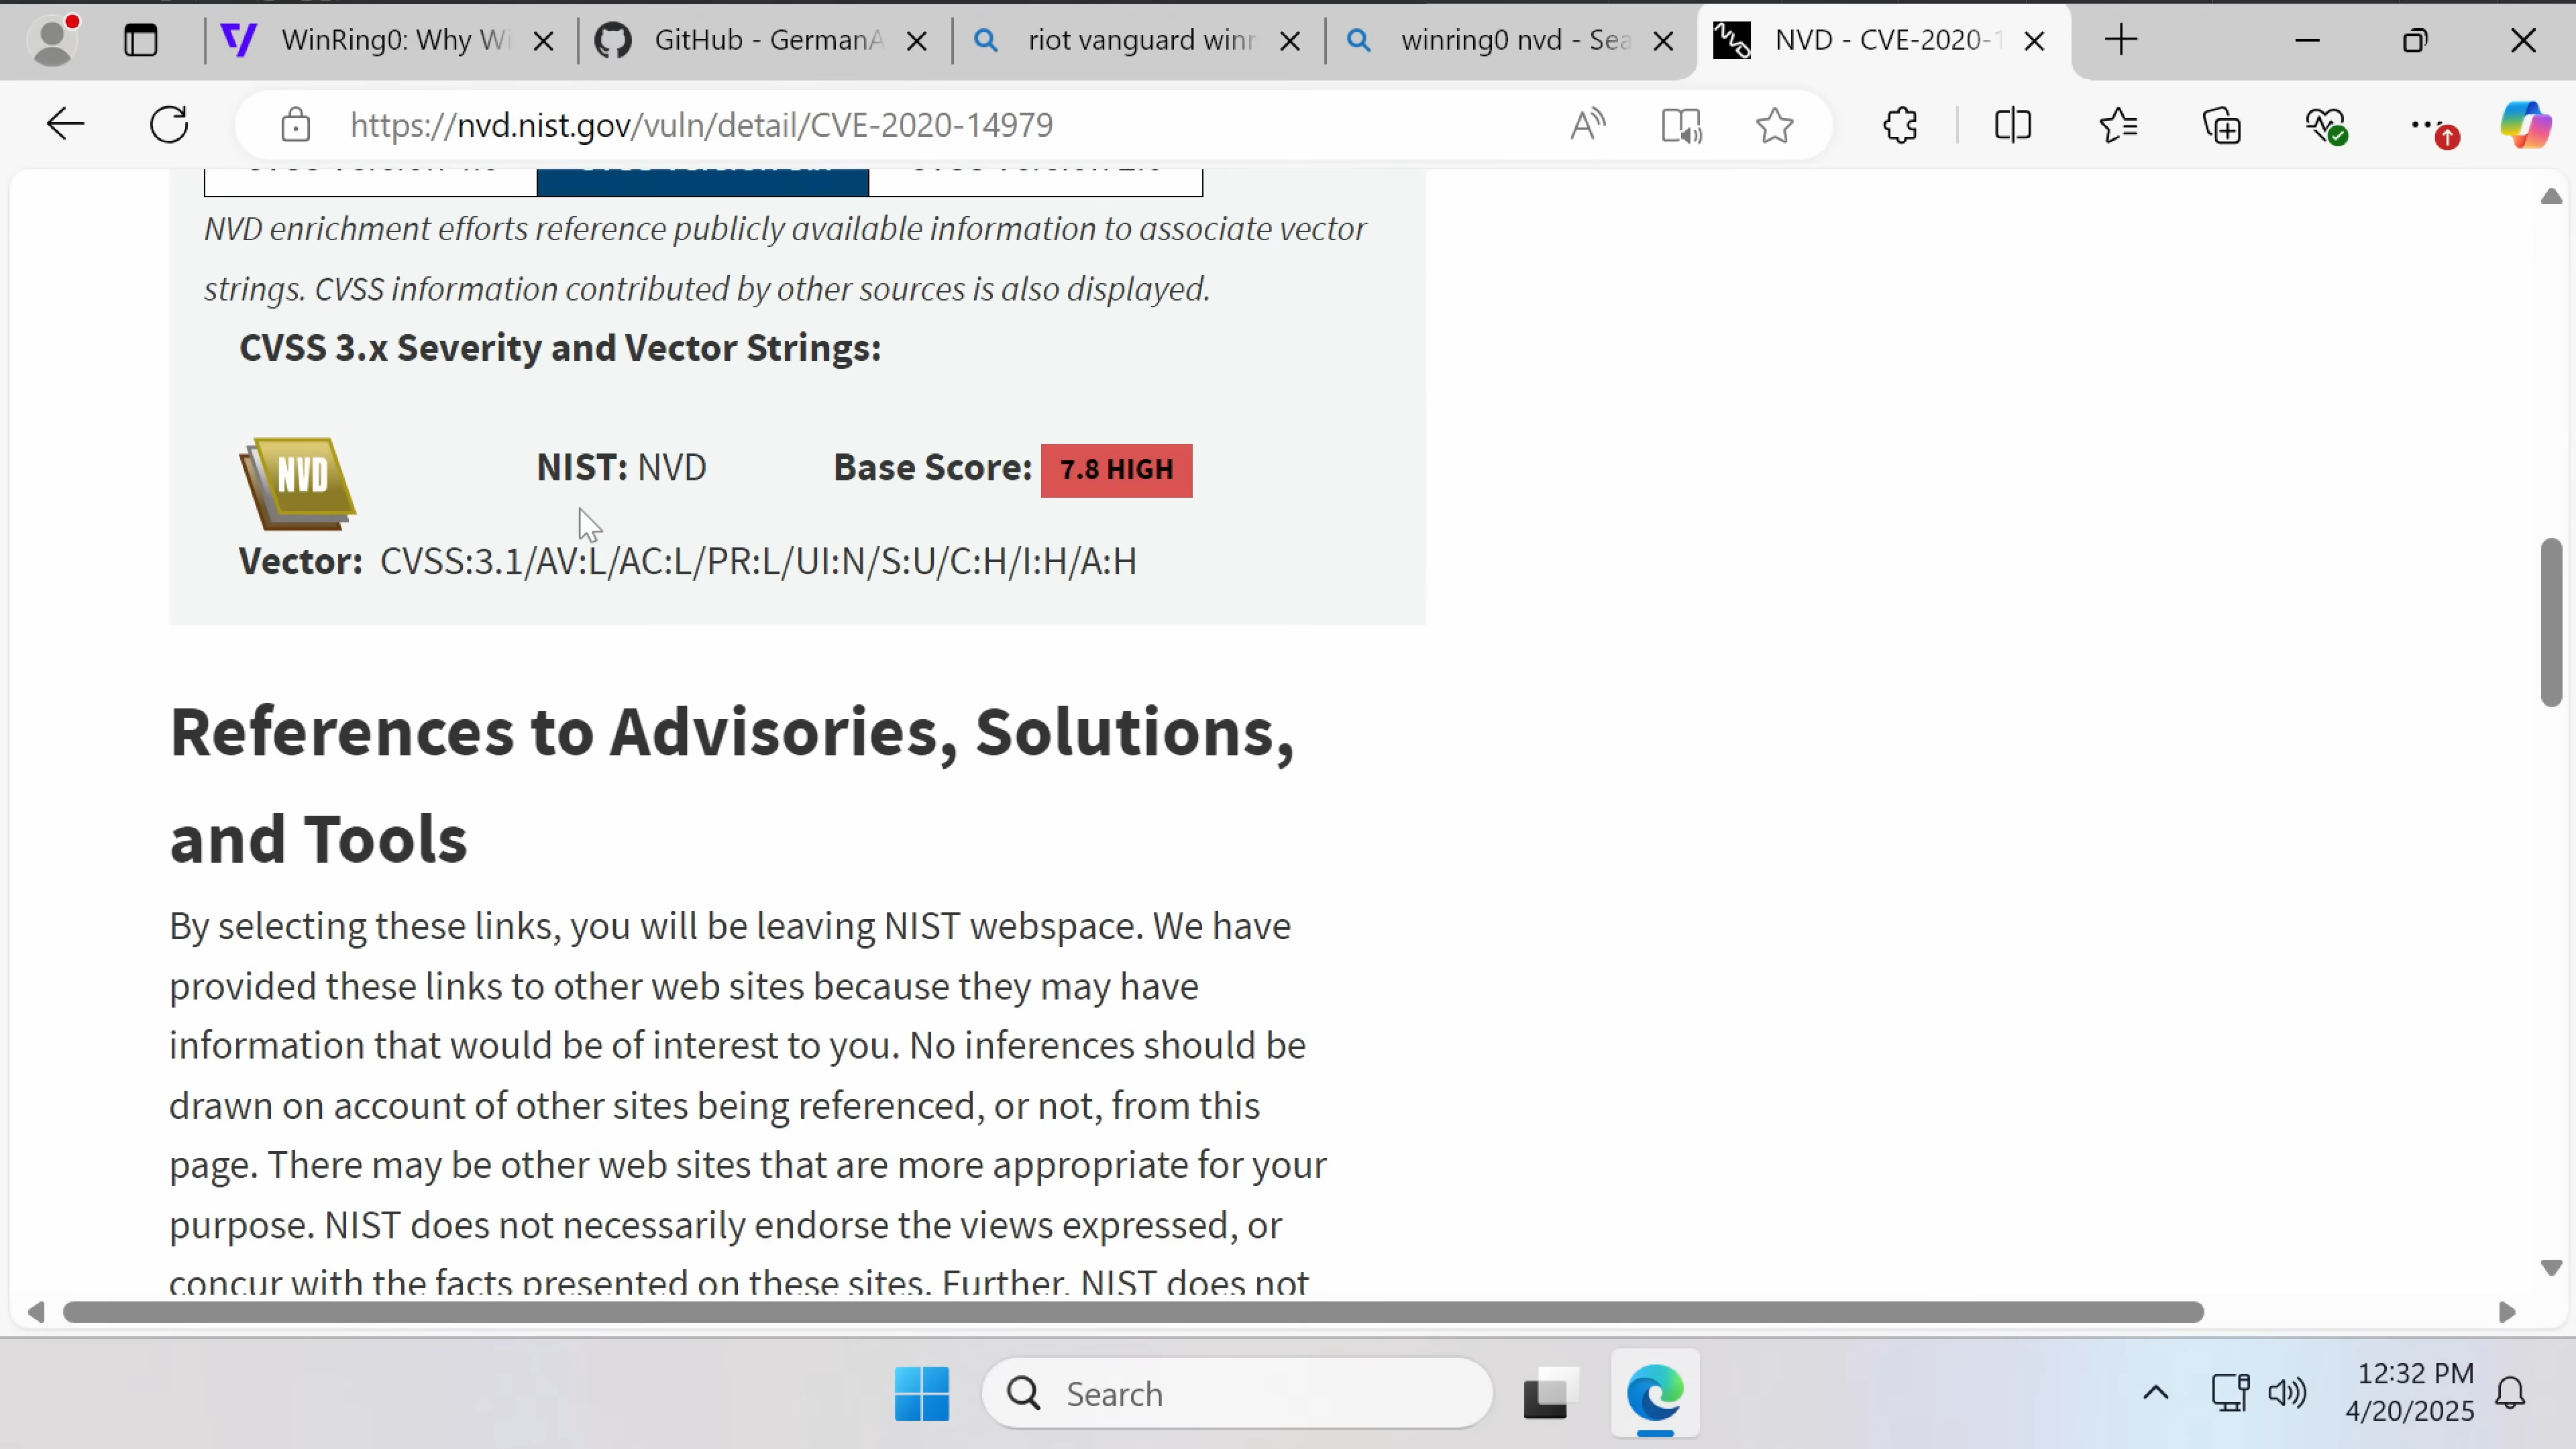 WinRing0: Why Wi
GitHub - GermanA
riot vanguard winr
winring0 nvd - Sea
NVD - CVE-2020-1
https://nvd.nist.gov/vuln/detail/CVE-2020-14979
NVD enrichment efforts reference publicly available information to associate vector
strings. CVSS information contributed by other sources is also displayed.
CVSS 3.x Severity and Vector Strings:
NVD
NIST: NVD
Base Score: 7.8 HIGH
Vector: CVSS:3.1/AV:L/AC:L/PR:L/UI:N/S:U/C:H/I:H/A:H
References to Advisories, Solutions,
and Tools
By selecting these links, you will be leaving NIST webspace. We have
provided these links to other web sites because they may have
information that would be of interest to you. No inferences should be
drawn on account of other sites being referenced, or not, from this
page. There may be other web sites that are more appropriate for your
purpose. NIST does not necessarily endorse the views expressed, or
concur with the facts presented on these sites. Further, NIST does not
Search
12:32 PM
4/20/2025